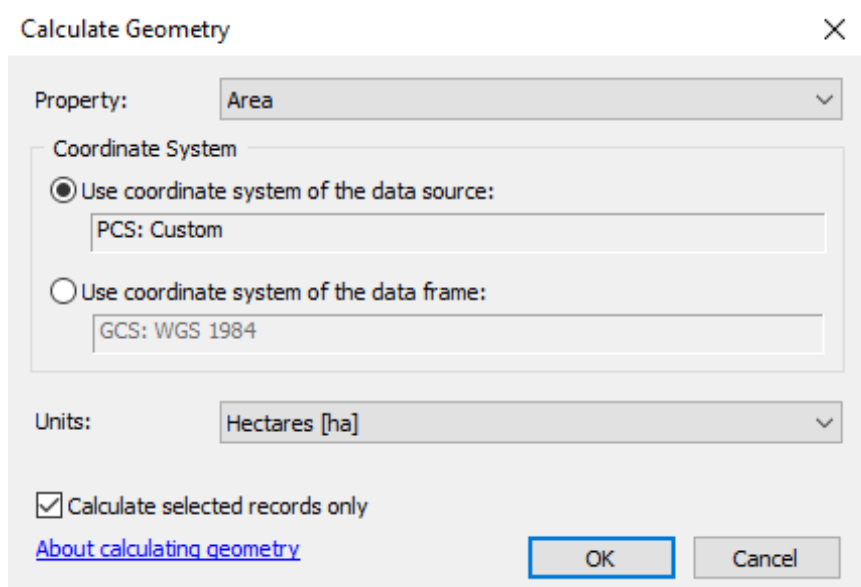 Calculate Geometry
Property: Area
Coordinate System
Use coordinate system of the data source:
PCS: Custom
Use coordinate system of the data frame:
GCS: WGS 1984
Units: Hectares [ha]
Calculate selected records only
About calculating geometry
OK Cancel